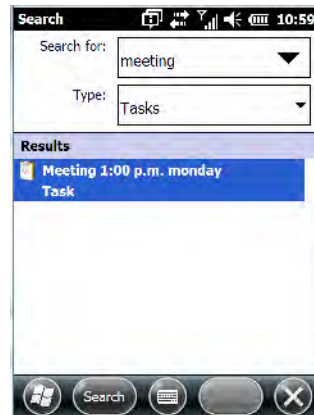 Search 10:59
Search for:
meeting
Type:
Tasks
Results
Meeting 1:00 p.m. monday
Task
Search